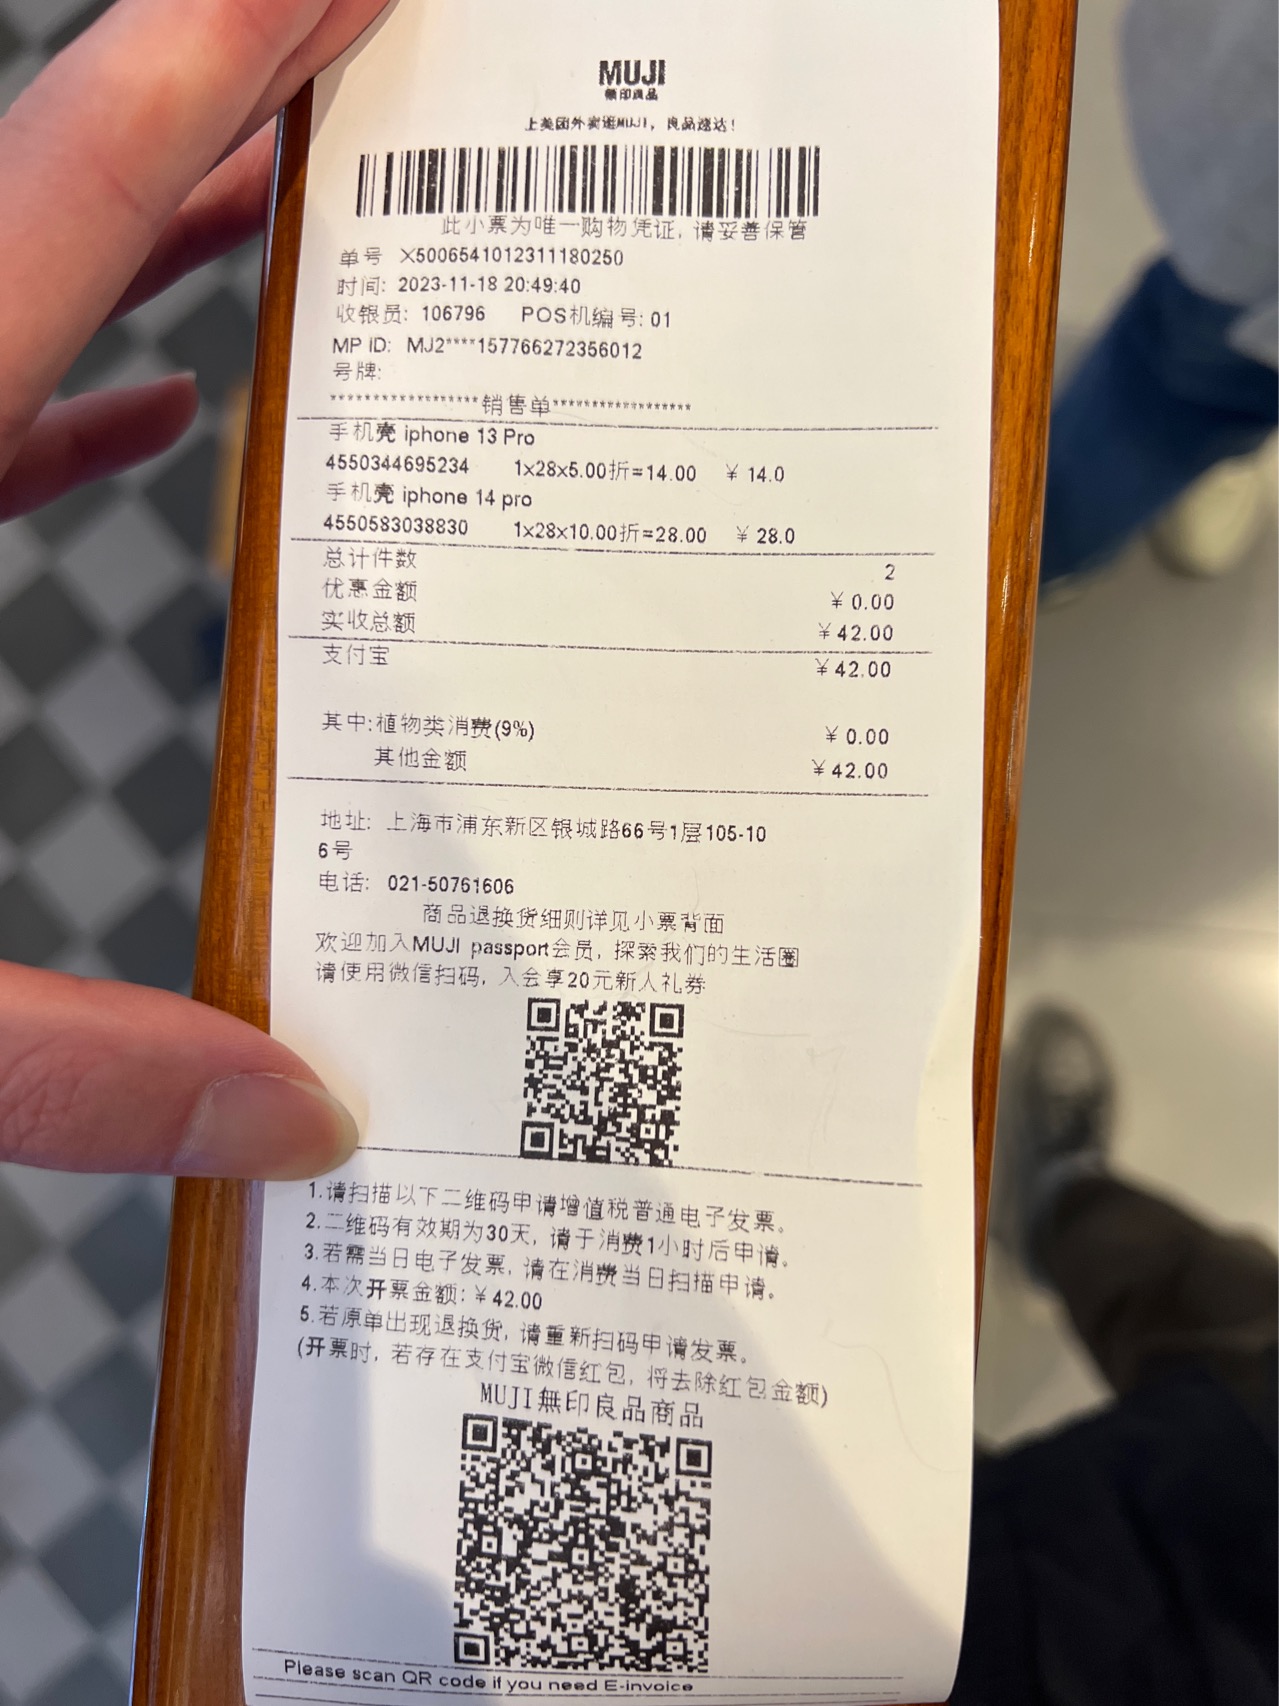 MUJI
無印良品
上美团外卖逛MUJI，良品速达！
此小票为唯一购物凭证，请妥善保管
单号 X5006541012311180250
时间: 2023-11-18 20:49:40
收银员: 106796 POS机编号: 01
MP ID: MJ2****157766272356012
号牌:
******************销售单******************
手机壳 iphone 13 Pro
4550344695234 1x28x5.00折=14.00 ￥ 14.0
手机壳 iphone 14 pro
4550583038830 1x28x10.00折=28.00 ￥ 28.0
总计件数 2
优惠金额 ￥ 0.00
实收总额 ￥ 42.00
支付宝 ￥ 42.00
其中:植物类消费(9%) ￥ 0.00
其他金额 ￥ 42.00
地址: 上海市浦东新区银城路66号1层105-10
6号
电话: 021-50761606
商品退换货细则详见小票背面
欢迎加入MUJI passport会员, 探索我们的生活圈
请使用微信扫码, 入会享20元新人礼券
1.请扫描以下二维码申请增值税普通电子发票。
2.二维码有效期为30天, 请于消费1小时后申请。
3.若需当日电子发票, 请在消费当日扫描申请。
4.本次开票金额: ￥ 42.00
5.若原单出现退换货, 请重新扫码申请发票。
(开票时, 若存在支付宝微信红包, 将去除红包金额)
MUJI無印良品商品
Please scan QR code if you need E-invoice